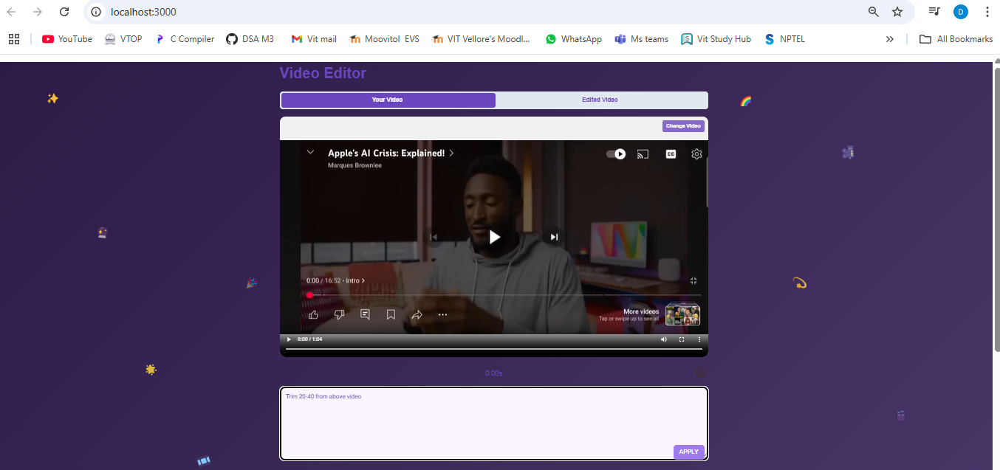 localhost:3000
D
YouTube VTOP C Compiler DSA M3 Vit mail Moovitol EVS VIT Vellore's Moodl... WhatsApp Ms teams Vit Study Hub NPTEL » All Bookmarks
Video Editor
Your Video Edited Video
Change Video
Apple's AI Crisis: Explained! >
Marques Brownlee
CC
0:00 / 16:52 • Intro >
More videos
Tap or swipe up to see all
0:00 / 1:04
0.00s
Trim 20-40 from above video
APPLY